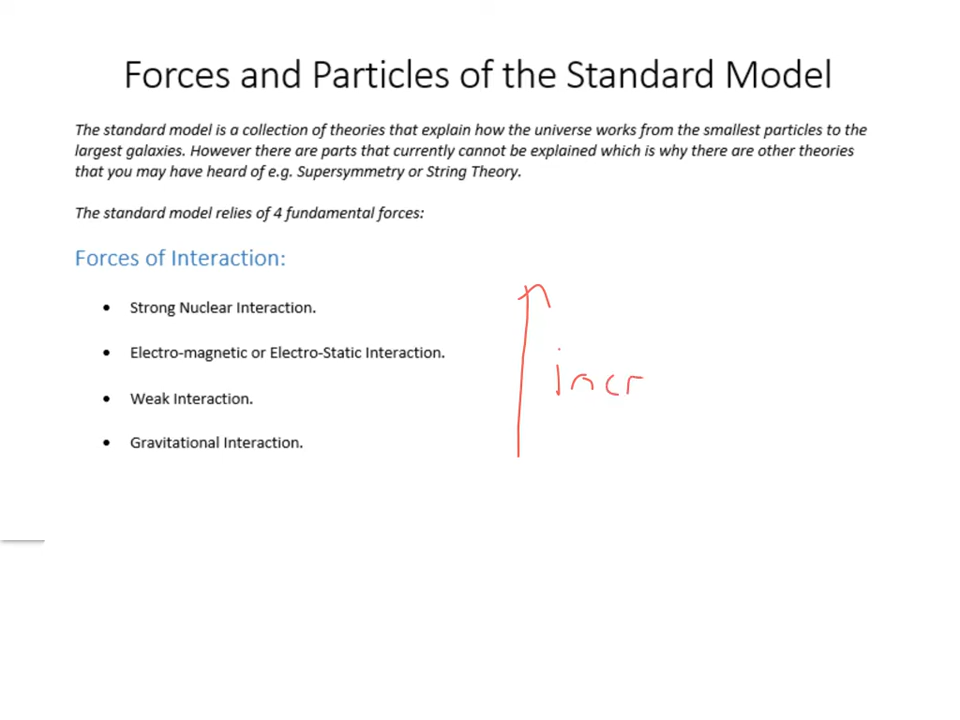 Forces and Particles of the Standard Model
The standard model is a collection of theories that explain how the universe works from the smallest particles to the
largest galaxies. However there are parts that currently cannot be explained which is why there are other theories
that you may have heard of e.g. Supersymmetry or String Theory.
The standard model relies of 4 fundamental forces:
Forces of Interaction:
• Strong Nuclear Interaction.
• Electro-magnetic or Electro-Static Interaction.
• Weak Interaction.
• Gravitational Interaction.
incr